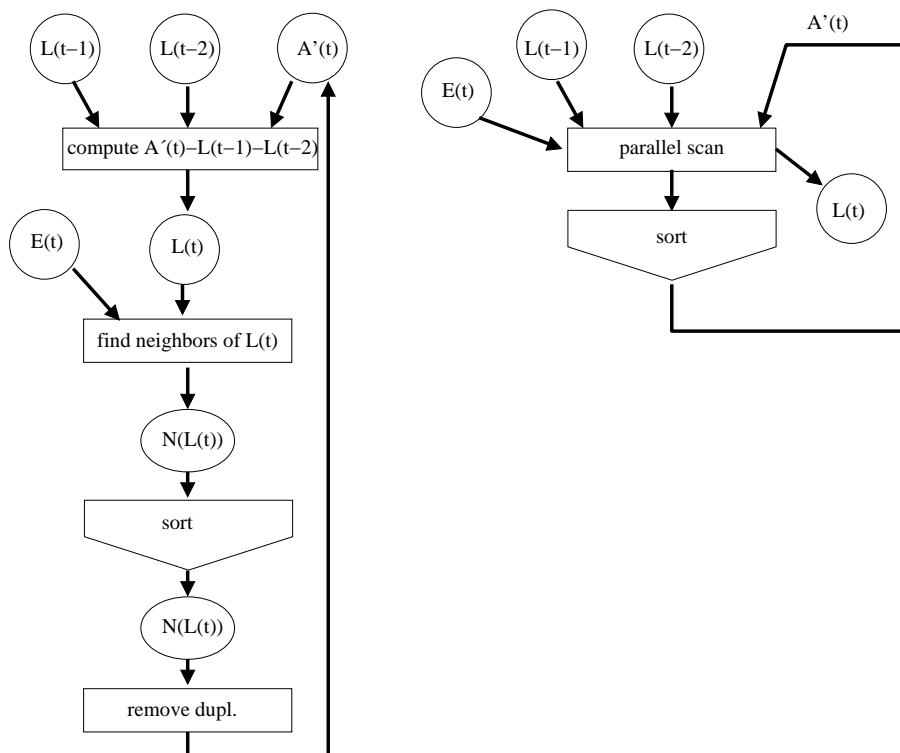 L(t–1)
L(t–2)
A'(t)
compute A´(t)–L(t–1)–L(t–2)
E(t)
L(t)
find neighbors of L(t)
N(L(t))
sort
N(L(t))
remove dupl.
A'(t)
L(t–1)
L(t–2)
E(t)
parallel scan
L(t)
sort